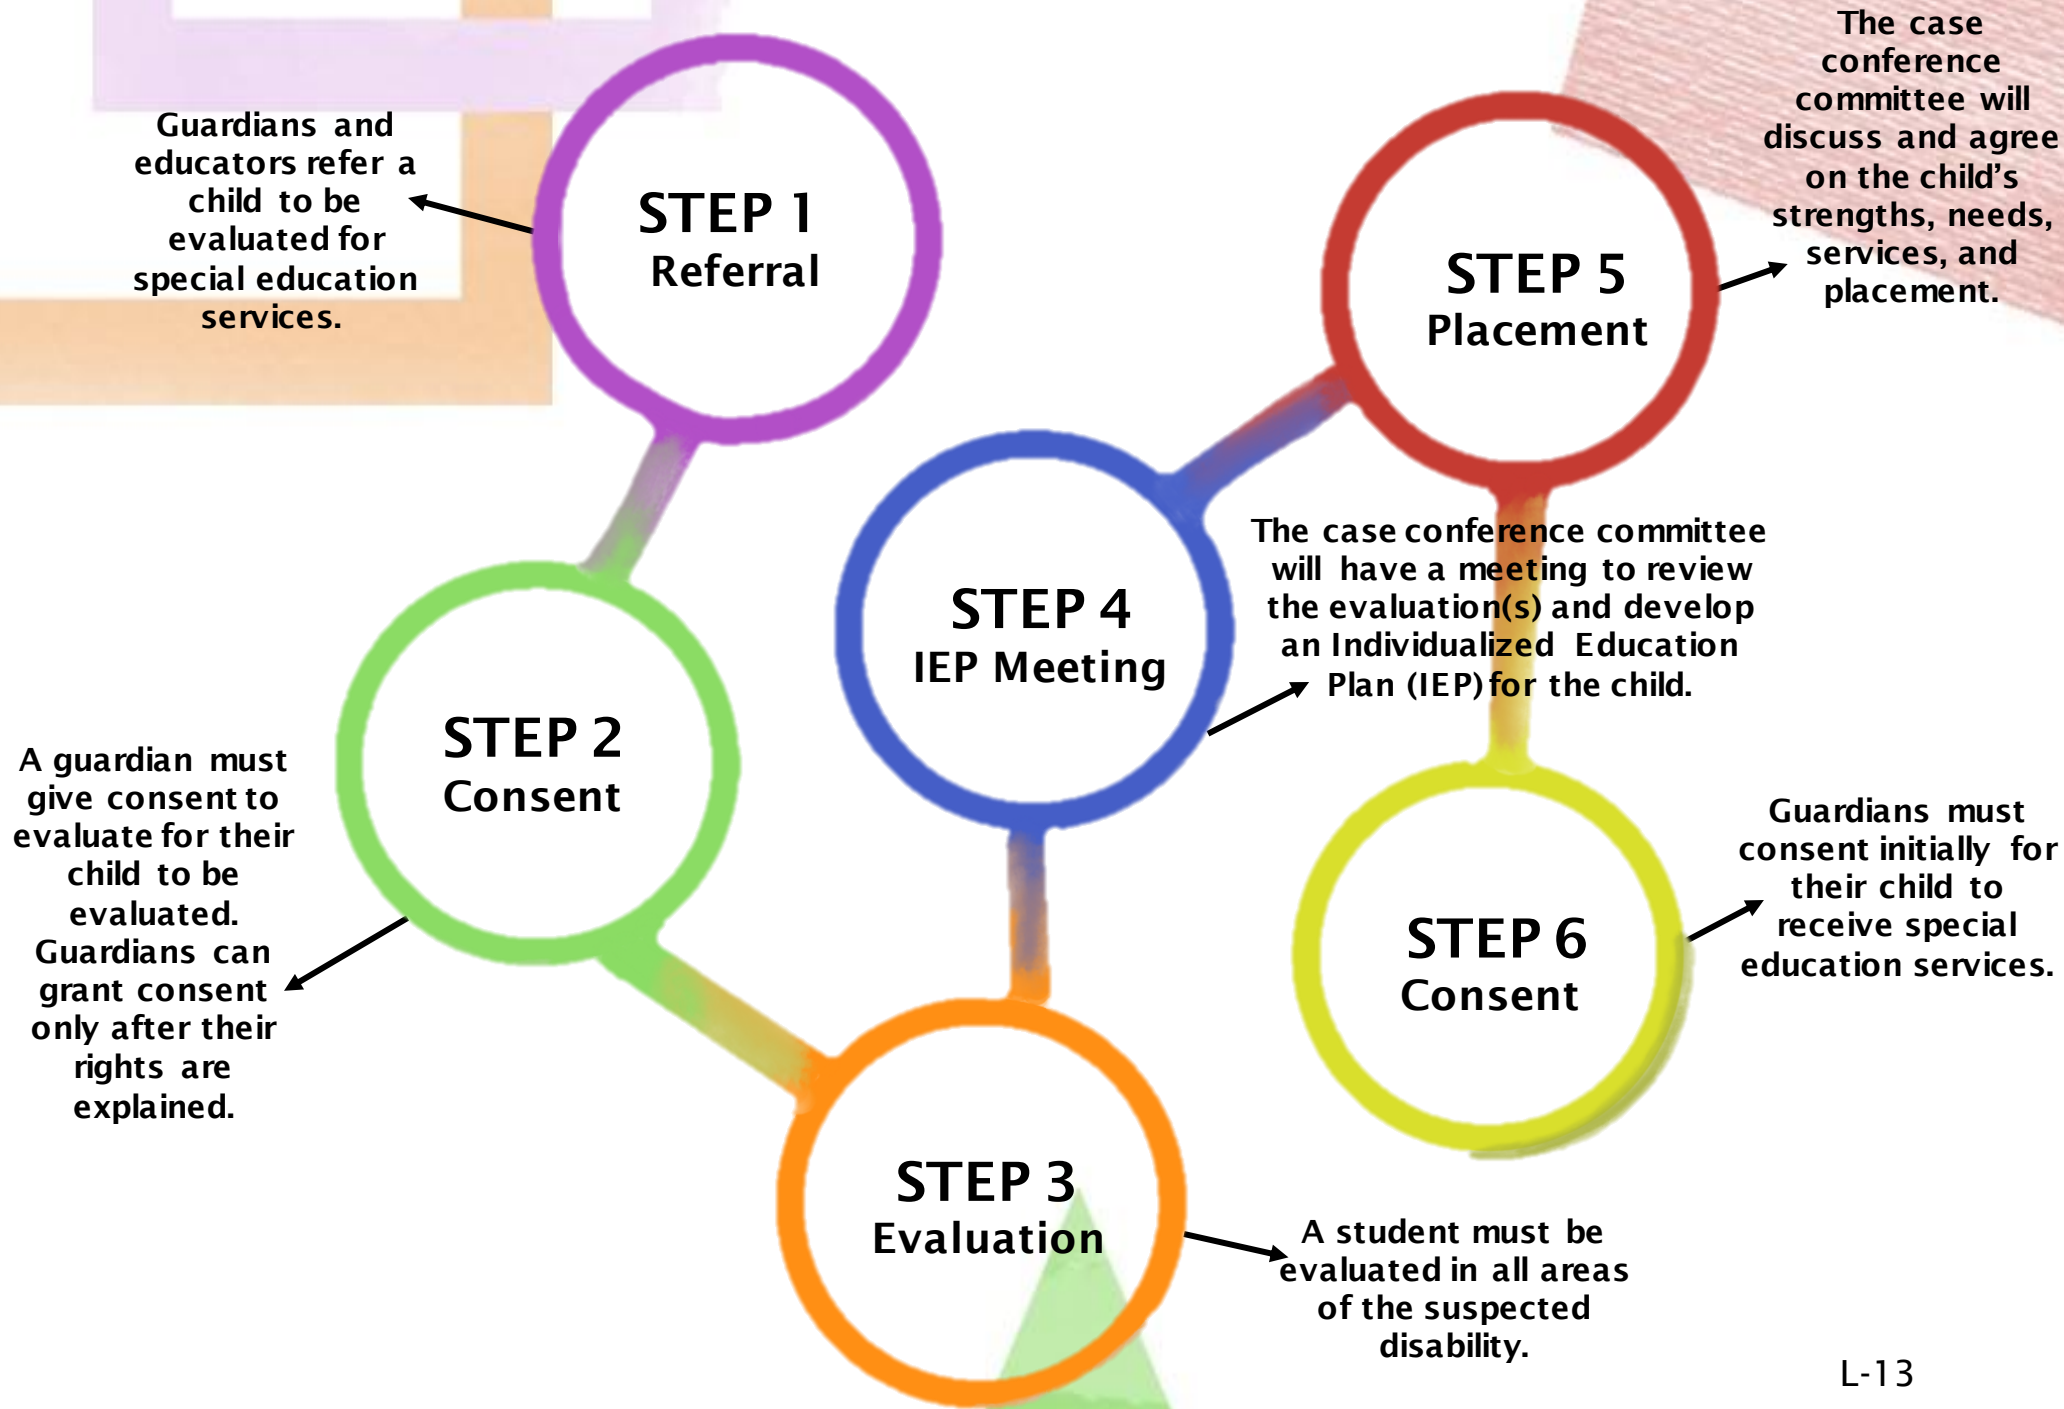 STEP 1
Referral
Guardians and
educators refer a
child to be
evaluated for
special education
services.
STEP 2
Consent
A guardian must
give consent to
evaluate for their
child to be
evaluated.
Guardians can
grant consent
only after their
rights are
explained.
STEP 3
Evaluation
A student must be
evaluated in all areas
of the suspected
disability.
STEP 4
IEP Meeting
The case conference committee
will have a meeting to review
the evaluation(s) and develop
an Individualized Education
Plan (IEP) for the child.
STEP 5
Placement
The case
conference
committee will
discuss and agree
on the child’s
strengths, needs,
services, and
placement.
STEP 6
Consent
Guardians must
consent initially for
their child to
receive special
education services.
L-13